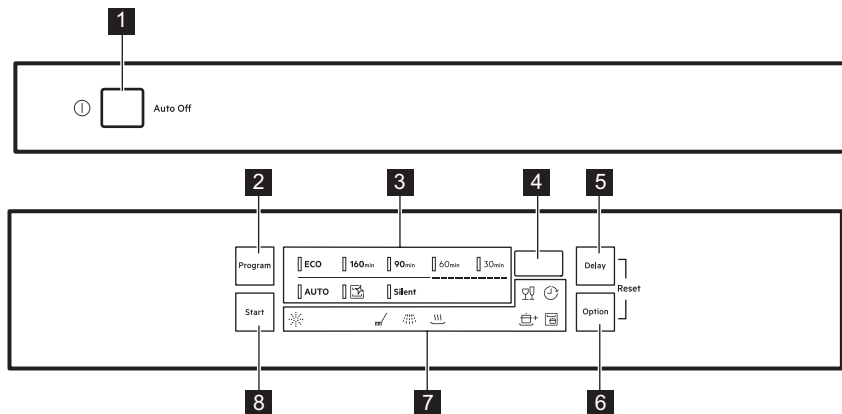 1
Auto Off
2 3 4 5
Program ECO 160min 90min 60min 30min Delay
Reset
Start AUTO Silent Option
8 7 6